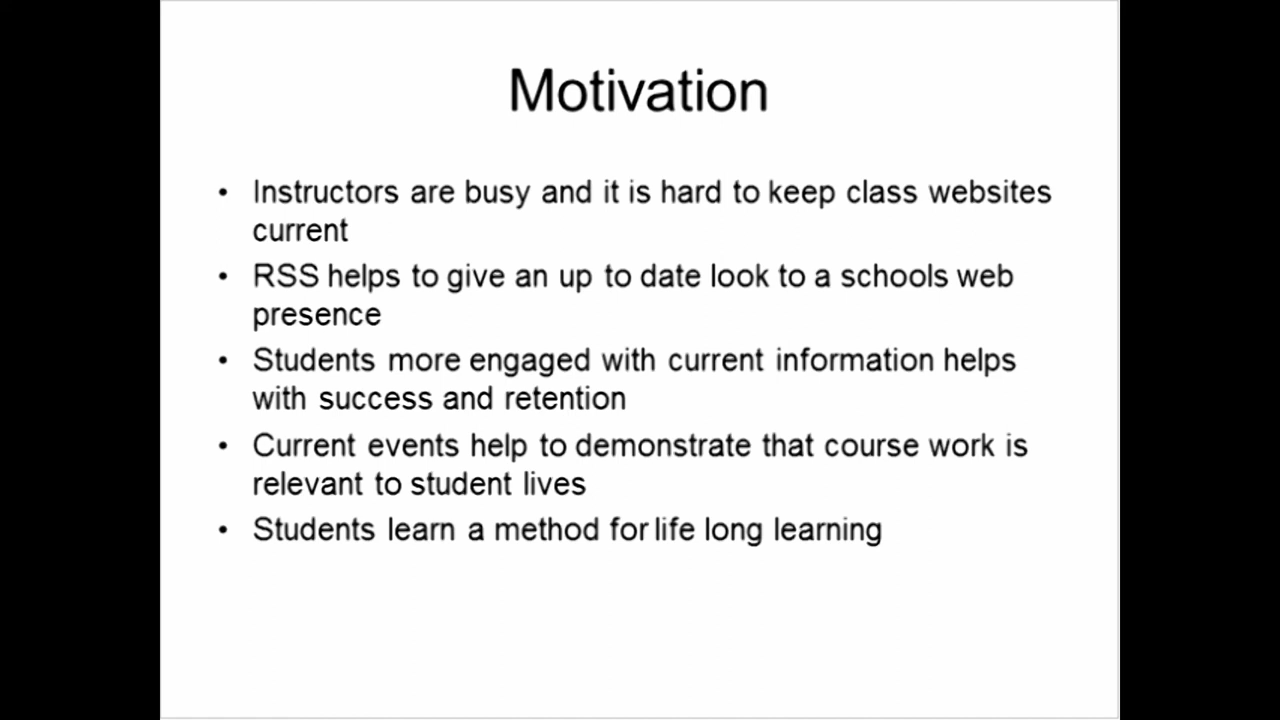 Motivation
• Instructors are busy and it is hard to keep class websites
current
• RSS helps to give an up to date look to a schools web
presence
• Students more engaged with current information helps
with success and retention
• Current events help to demonstrate that course work is
relevant to student lives
• Students learn a method for life long learning